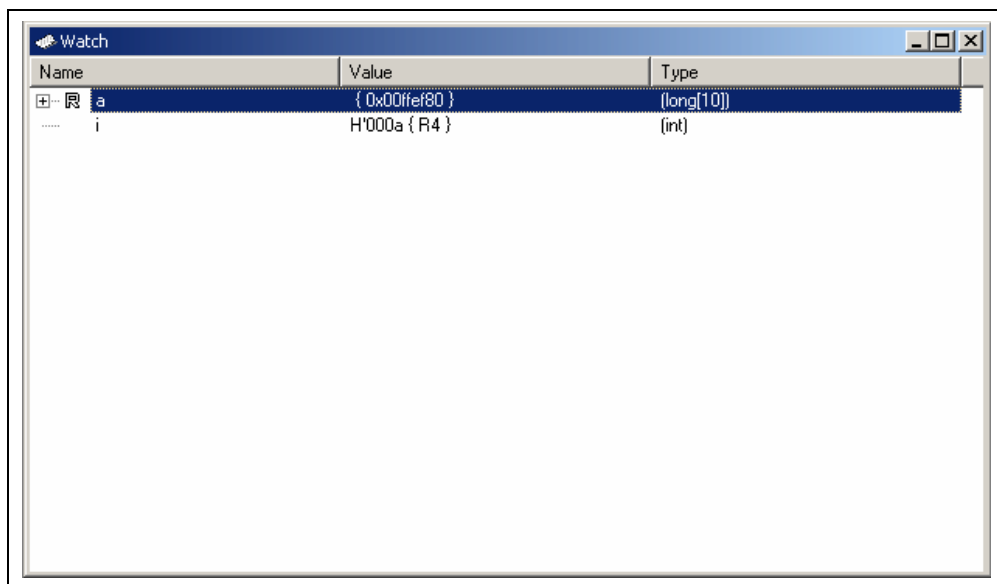 Watch
Name Value Type
R a { 0x00ffef80 } (long[10])
i H'000a { R4 } (int)